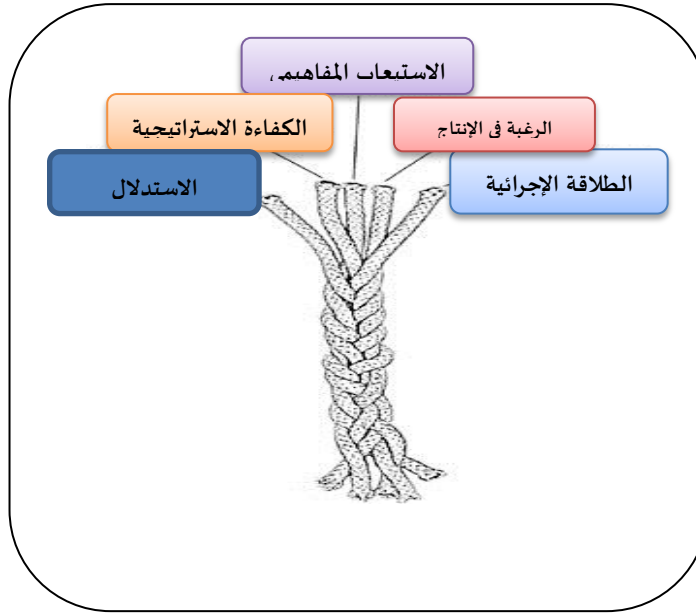 الاستيعاب المفاهيمي
الرغبة في الإنتاج
الكفاءة الاستراتيجية
الطلاقة الإجرائية
الاستدلال